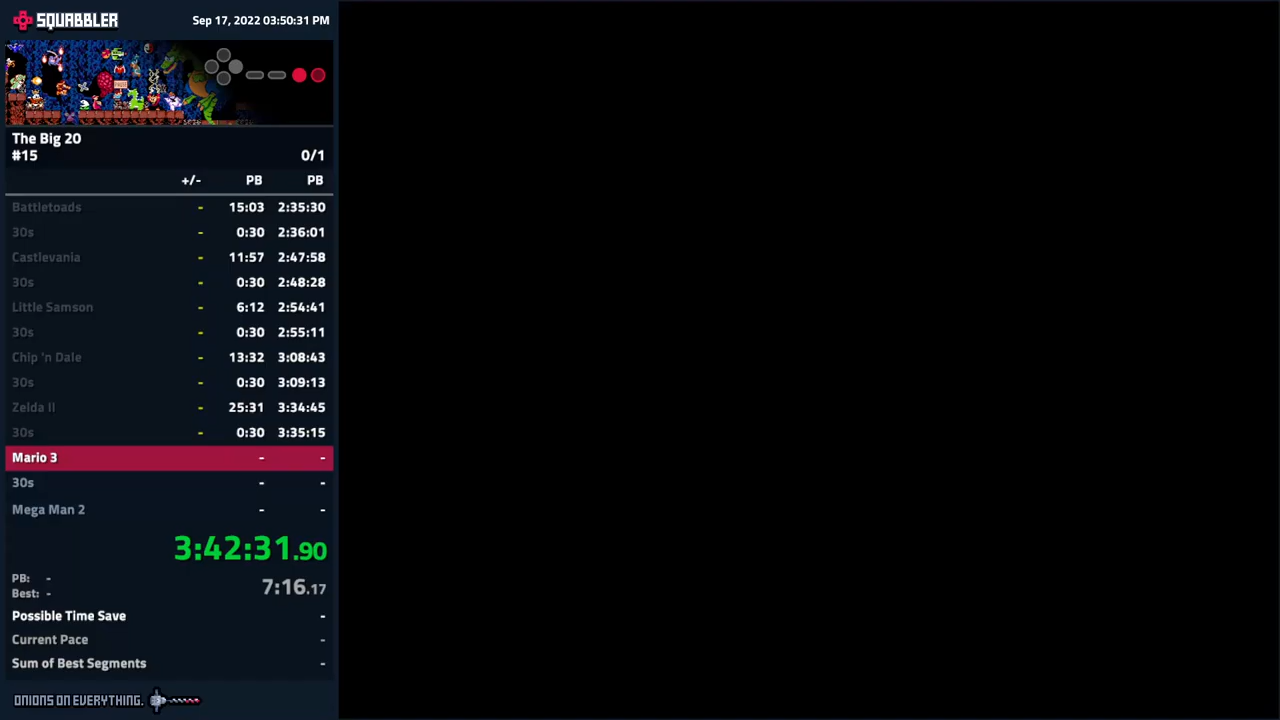 SQUABBLER
Sep 17, 2022 03:50:31 PM
The Big 20
#15 0/1
+/- PB PB
Battletoads - 15:03 2:35:30
30s - 0:30 2:36:01
Castlevania - 11:57 2:47:58
30s - 0:30 2:48:28
Little Samson - 6:12 2:54:41
30s - 0:30 2:55:11
Chip 'n Dale - 13:32 3:08:43
30s - 0:30 3:09:13
Zelda II - 25:31 3:34:45
30s - 0:30 3:35:15
Mario 3 - -
30s - -
Mega Man 2 - -
3:42:31.90
PB: -
Best: -
7:16.17
Possible Time Save -
Current Pace -
Sum of Best Segments -
ONIONS ON EVERYTHING.